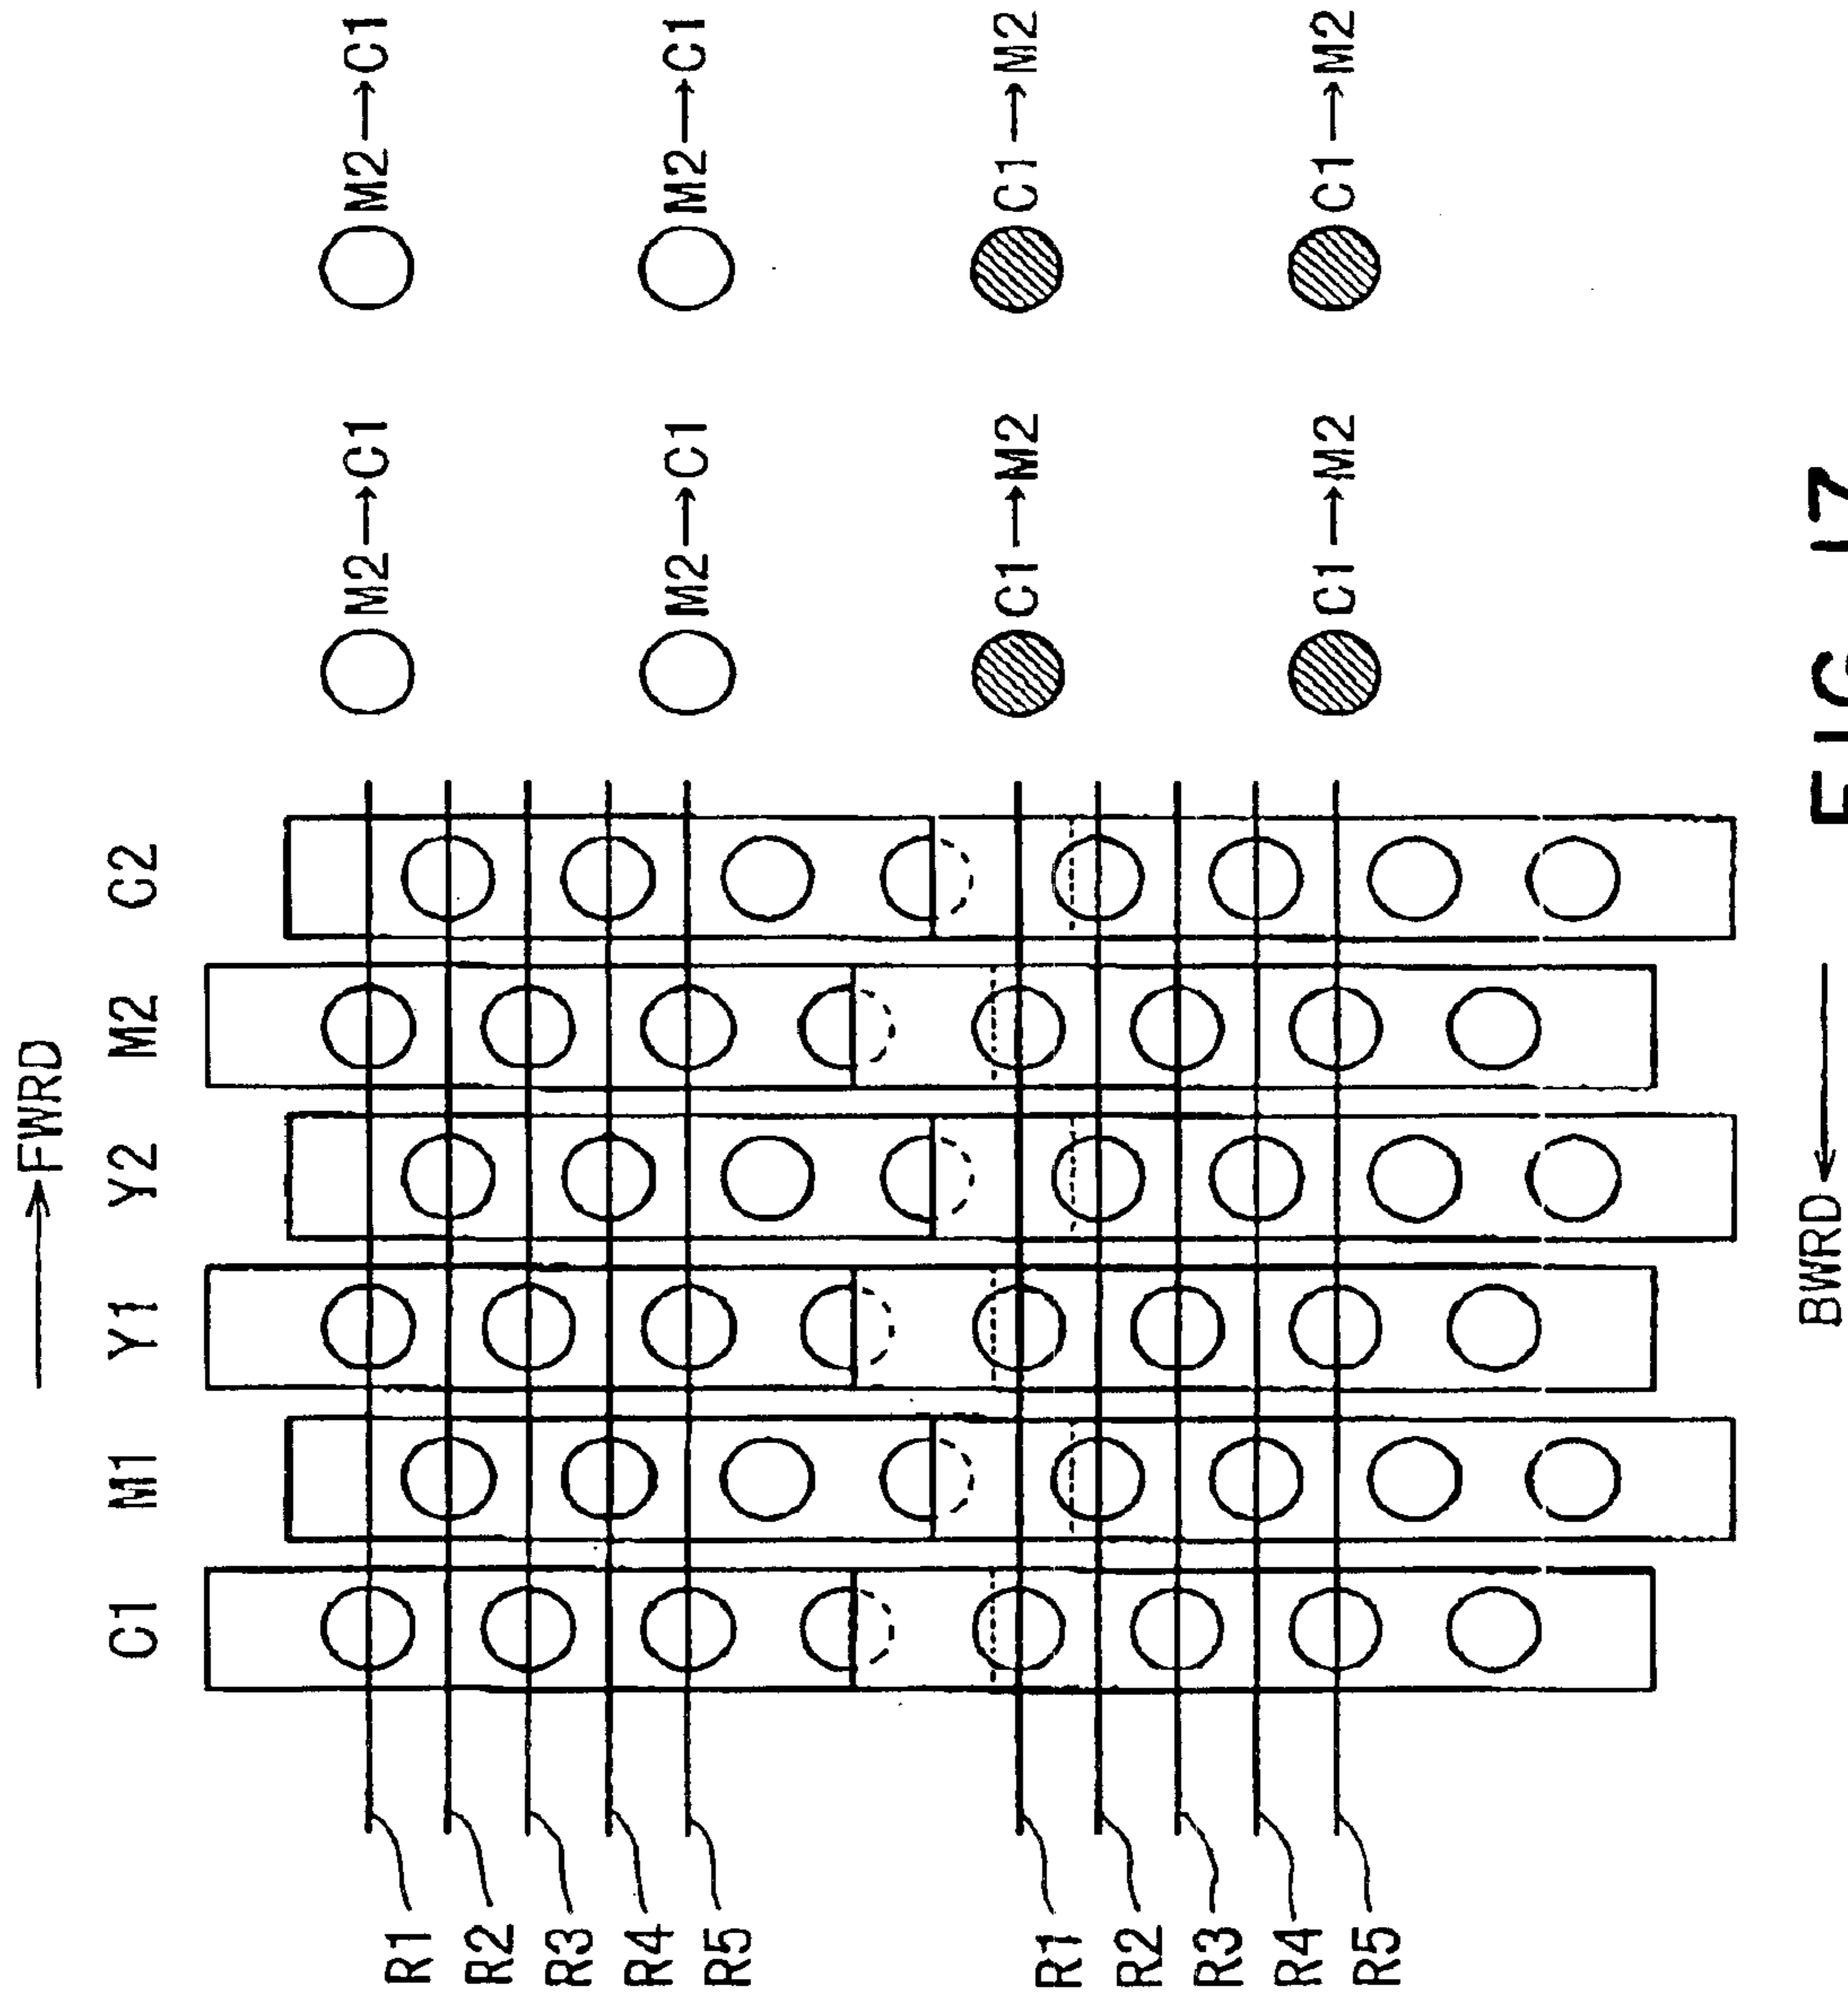 →FWRD
C1 M1 Y1 Y2 M2 C2
R1
R2
R3
R4
R5
R1
R2
R3
R4
R5
M2→C1 M2→C1
M2→C1 M2→C1
C1→M2 C1→M2
C1→M2 C1→M2
BWRD←
FIG. 17